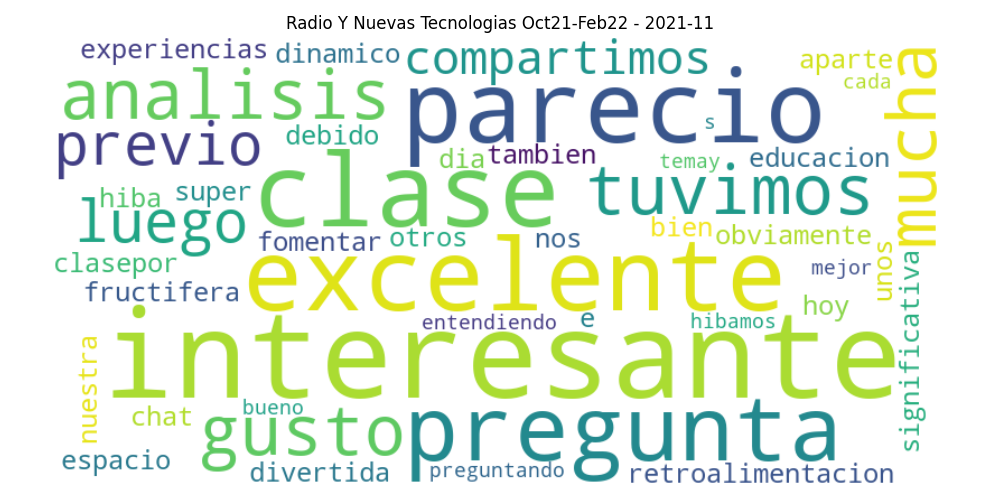 Radio Y Nuevas Tecnologias Oct21-Feb22 - 2021-11
experiencias
dinamico
compartimos
aparte
mucha
cada
analisis
parecio
previo
debido
s
dia
tambien
temay
educacion
clase
tuvimos
hiba
super
luego
fomentar
otros
nos
bien
obviamente
clasepor
excelente
mejor
unos
significativa
fructifera
hoy
entendiendo
e
hibamos
interesante
nuestra
chat
bueno
gusto
pregunta
espacio
divertida
preguntando
retroalimentacion